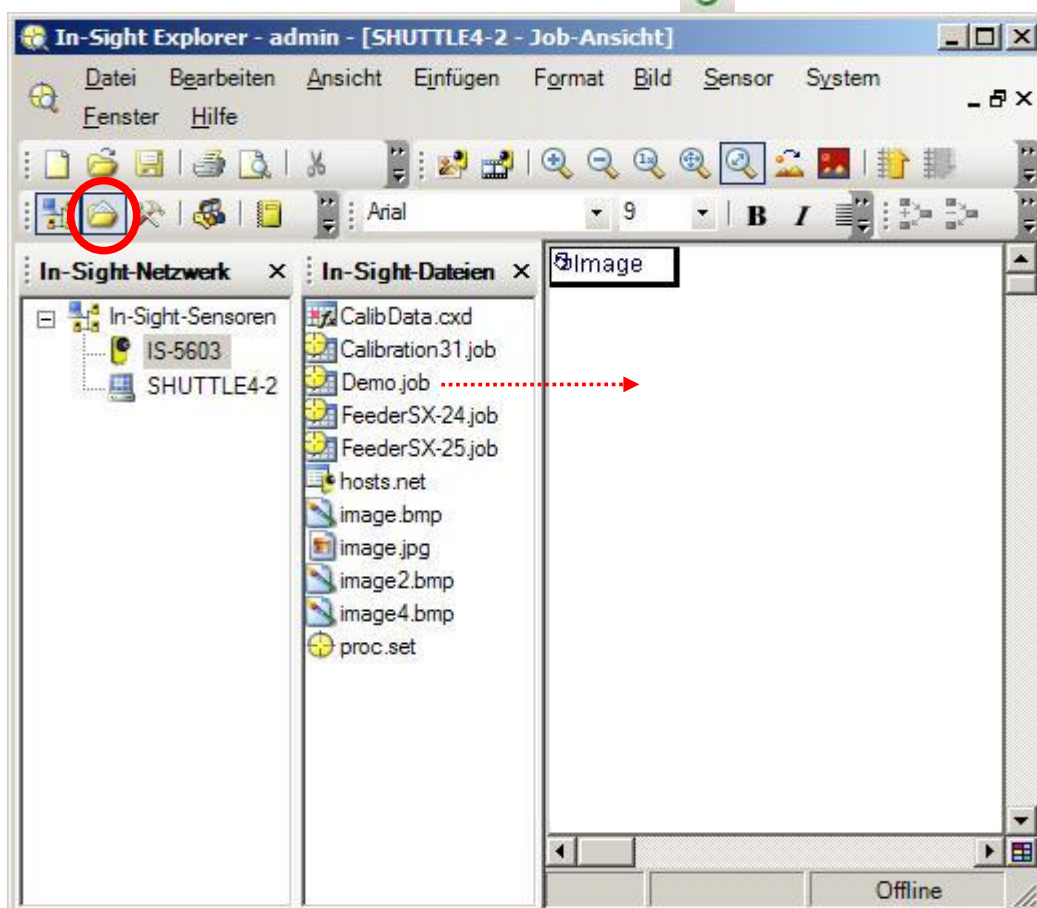 In-Sight Explorer - admin - [SHUTTLE4-2 - Job-Ansicht]
Datei Bearbeiten Ansicht Einfügen Format Bild Sensor System
Fenster Hilfe
1x
Arial 9 B I
In-Sight-Netzwerk
In-Sight-Sensoren
IS-5603
SHUTTLE4-2
In-Sight-Dateien
CalibData.cxd
Calibration31.job
Demo.job
FeederSX-24.job
FeederSX-25.job
hosts.net
image.bmp
image.jpg
image2.bmp
image4.bmp
proc.set
Image
Offline